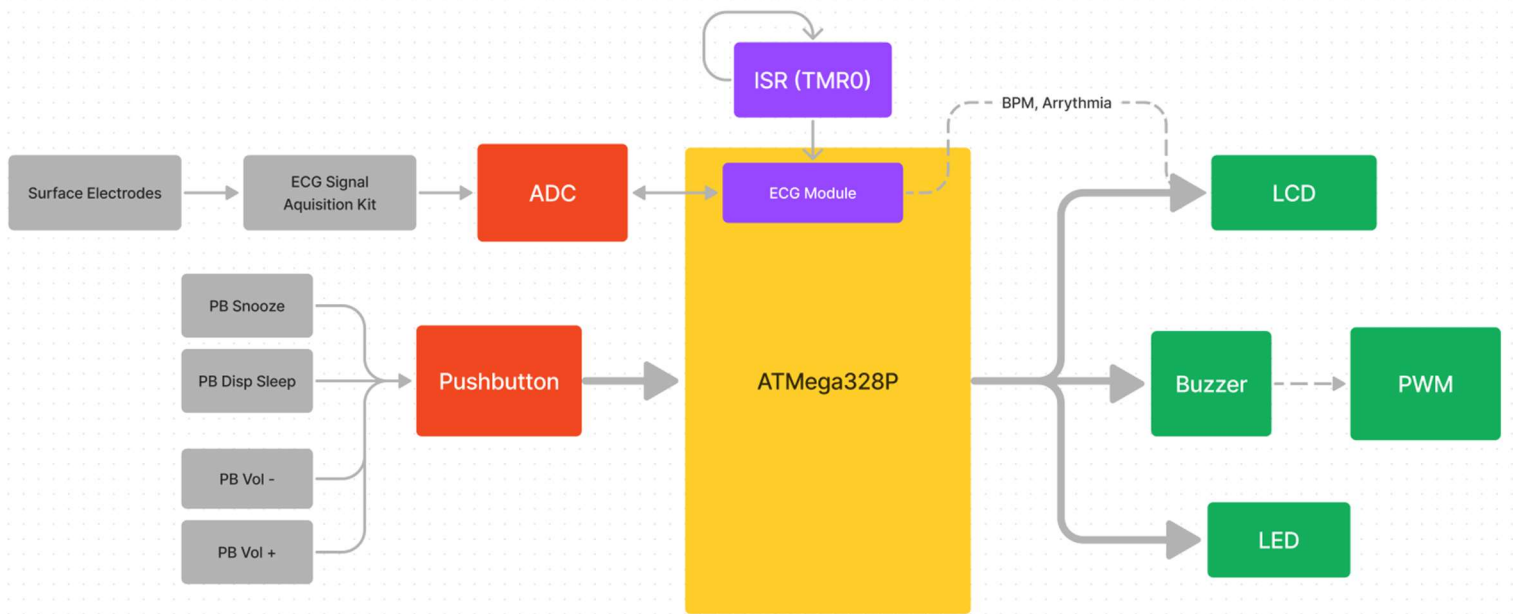 ISR (TMR0)
BPM, Arrythmia
Surface Electrodes
ECG Signal
Aquisition Kit
ADC
ECG Module
LCD
PB Snooze
PB Disp Sleep
Pushbutton
ATMega328P
Buzzer
PWM
PB Vol -
PB Vol +
LED